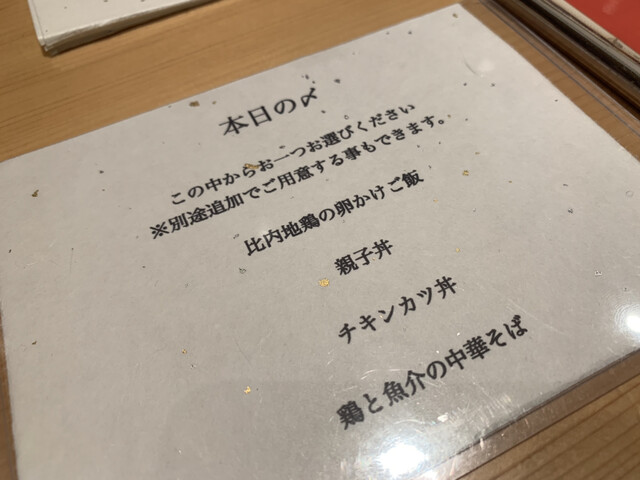 本日の〆
この中からお一つお選びください
※別途追加でご用意する事もできます。
比内地鶏の卵かけご飯
親子丼
チキンカツ丼
鶏と魚介の中華そば